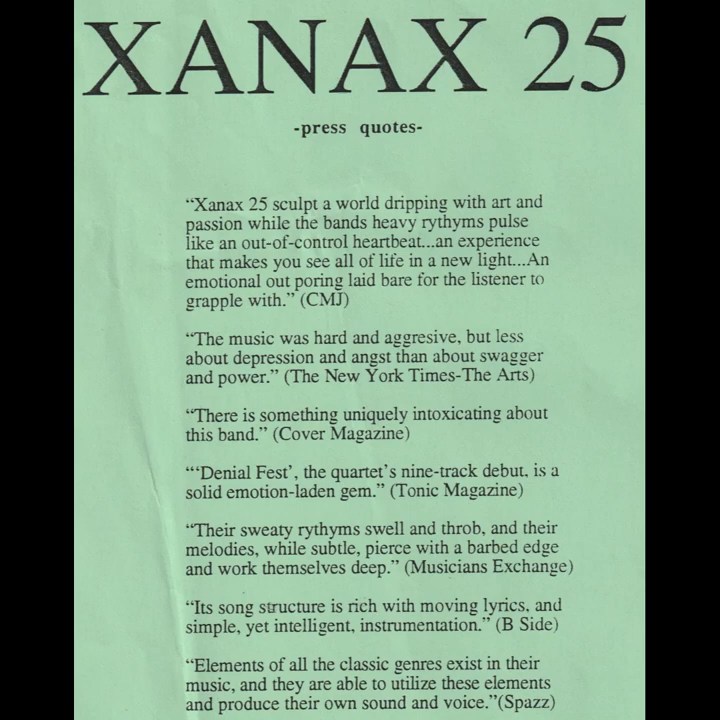 XANAX 25
-press quotes-
“Xanax 25 sculpt a world dripping with art and
passion while the bands heavy rythyms pulse
like an out-of-control heartbeat...an experience
that makes you see all of life in a new light...An
emotional out poring laid bare for the listener to
grapple with.” (CMJ)
“The music was hard and aggresive, but less
about depression and angst than about swagger
and power.” (The New York Times-The Arts)
“There is something uniquely intoxicating about
this band.” (Cover Magazine)
“‘Denial Fest’, the quartet’s nine-track debut, is a
solid emotion-laden gem.” (Tonic Magazine)
“Their sweaty rythyms swell and throb, and their
melodies, while subtle, pierce with a barbed edge
and work themselves deep.” (Musicians Exchange)
“Its song structure is rich with moving lyrics, and
simple, yet intelligent, instrumentation.” (B Side)
“Elements of all the classic genres exist in their
music, and they are able to utilize these elements
and produce their own sound and voice.”(Spazz)